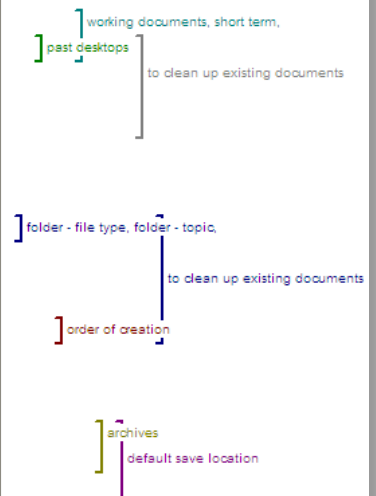 working documents, short term,
past desktops
to clean up existing documents
folder - file type, folder - topic,
to clean up existing documents
order of creation
archives
default save location